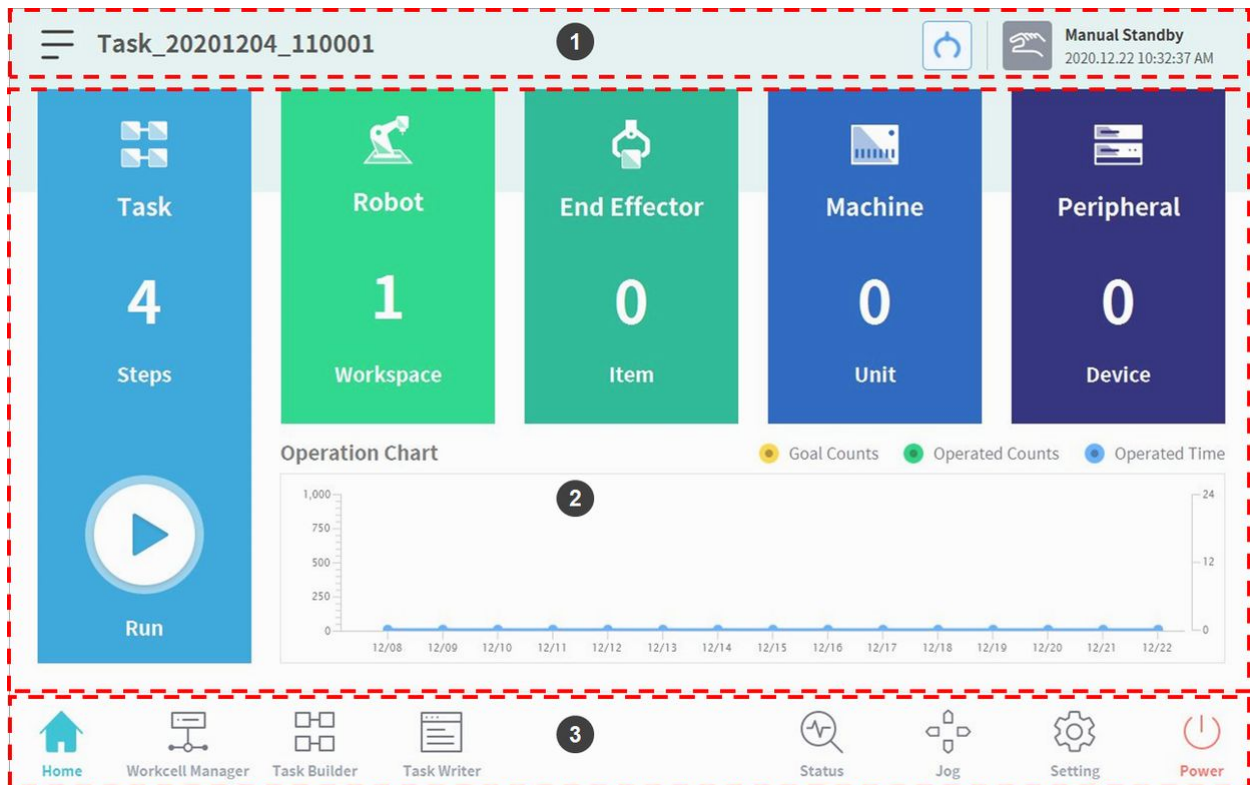 Task_20201204_110001
1
Manual Standby
2020.12.22 10:32:37 AM
Task
4
Steps
Run
Robot
1
Workspace
End Effector
0
Item
Machine
0
Unit
Peripheral
0
Device
Operation Chart
Goal Counts
Operated Counts
Operated Time
2
1,000
750
500
250
0
24
12
0
12/08 12/09 12/10 12/11 12/12 12/13 12/14 12/15 12/16 12/17 12/18 12/19 12/20 12/21 12/22
3
Home
Workcell Manager
Task Builder
Task Writer
Status
Jog
Setting
Power